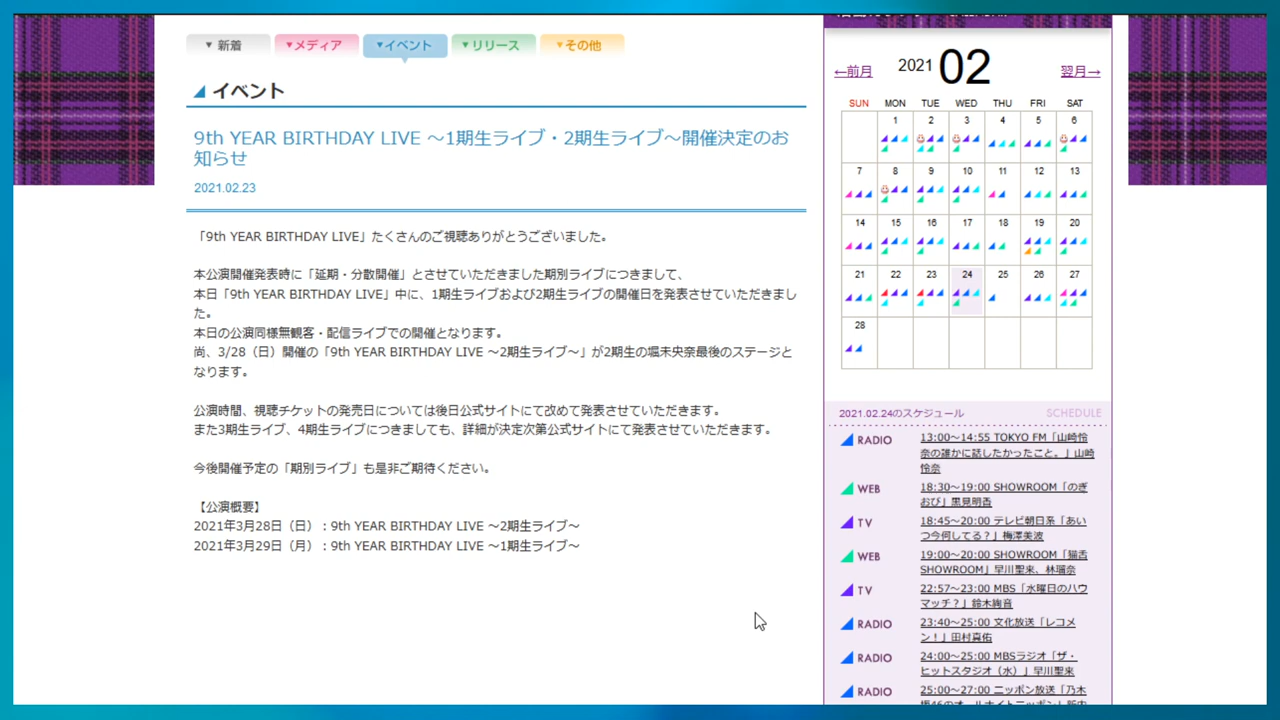 ▼新着
▼メディア
▼イベント
▼リリース
▼その他
イベント
9th YEAR BIRTHDAY LIVE ～1期生ライブ・2期生ライブ～開催決定のお
知らせ
2021.02.23
「9th YEAR BIRTHDAY LIVE」たくさんのご視聴ありがとうございました。
本公演開催発表時に「延期・分散開催」とさせていただきました期別ライブにつきまして、
本日「9th YEAR BIRTHDAY LIVE」中に、1期生ライブおよび2期生ライブの開催日を発表させていただきまし
た。
本日の公演同様無観客・配信ライブでの開催となります。
尚、3/28（日）開催の「9th YEAR BIRTHDAY LIVE ～2期生ライブ～」が2期生の堀未央奈最後のステージと
なります。
公演時間、視聴チケットの発売日については後日公式サイトにて改めて発表させていただきます。
また3期生ライブ、4期生ライブにつきましても、詳細が決定次第公式サイトにて発表させていただきます。
今後開催予定の「期別ライブ」も是非ご期待ください。
【公演概要】
2021年3月28日（日）：9th YEAR BIRTHDAY LIVE ～2期生ライブ～
2021年3月29日（月）：9th YEAR BIRTHDAY LIVE ～1期生ライブ～
←前月 2021 02 翌月→
SUN MON TUE WED THU FRI SAT
1 2 3 4 5 6
7 8 9 10 11 12 13
14 15 16 17 18 19 20
21 22 23 24 25 26 27
28
2021.02.24のスケジュール SCHEDULE
RADIO 13:00～14:55 TOKYO FM「山崎怜
奈の誰かに話したかったこと。」山崎
怜奈
WEB 18:30～19:00 SHOWROOM「のぎ
おび」黒見明香
TV 18:45～20:00 テレビ朝日系「あい
つ今何してる？」梅澤美波
WEB 19:00～20:00 SHOWROOM「猫舌
SHOWROOM」早川聖来、林瑠奈
TV 22:57～23:00 MBS「水曜日のハウ
マッチ？」鈴木絢音
RADIO 23:40～25:00 文化放送「レコメ
ン！」田村真佑
RADIO 24:00～25:00 MBSラジオ「ザ・
ヒットスタジオ（水）」早川聖来
RADIO 25:00～27:00 ニッポン放送「乃木